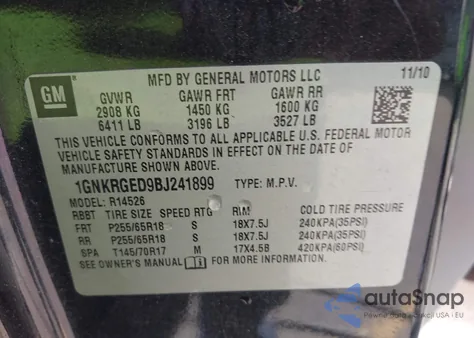 GM
MFD BY GENERAL MOTORS LLC 11/10
GVWR GAWR FRT GAWR RR
2908 KG 1450 KG 1600 KG
6411 LB 3196 LB 3527 LB
THIS VEHICLE CONFORMS TO ALL APPLICABLE U.S. FEDERAL MOTOR
VEHICLE SAFETY STANDARDS IN EFFECT ON THE DATE OF
MANUFACTURE SHOWN ABOVE.
1GNKRGED9BJ241899 TYPE: M.P.V.
MODEL: R14526
RBBT TIRE SIZE SPEED RTG RIM COLD TIRE PRESSURE
FRT P255/65R18 S 18X7.5J 240KPA(35PSI)
RR P255/65R18 S 18X7.5J 240KPA(35PSI)
SPA T145/70R17 M 17X4.5B 420KPA(60PSI)
SEE OWNER'S MANUAL FOR MORE INFORMATION.
autoSnap
Pewne auta z USA i EU